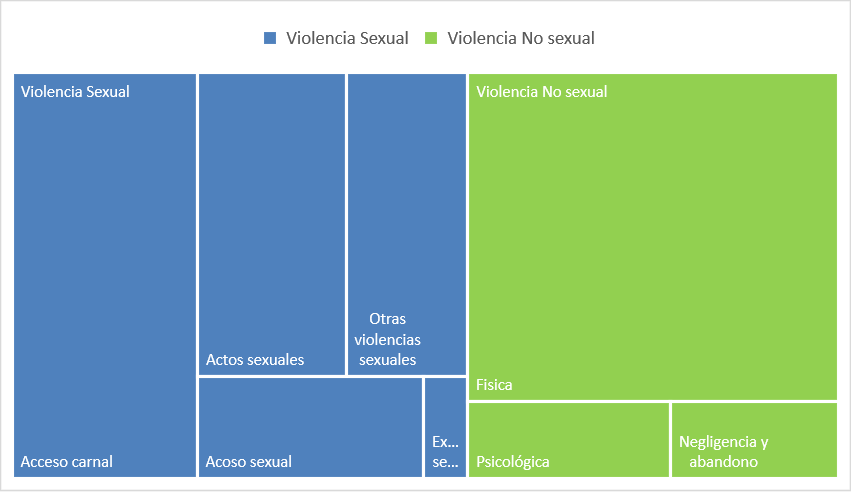 Violencia Sexual
Violencia No sexual
Violencia Sexual
Acceso carnal
Actos sexuales
Otras
violencias
sexuales
Acoso sexual
Ex...
se...
Violencia No sexual
Fisica
Psicológica
Negligencia y
abandono